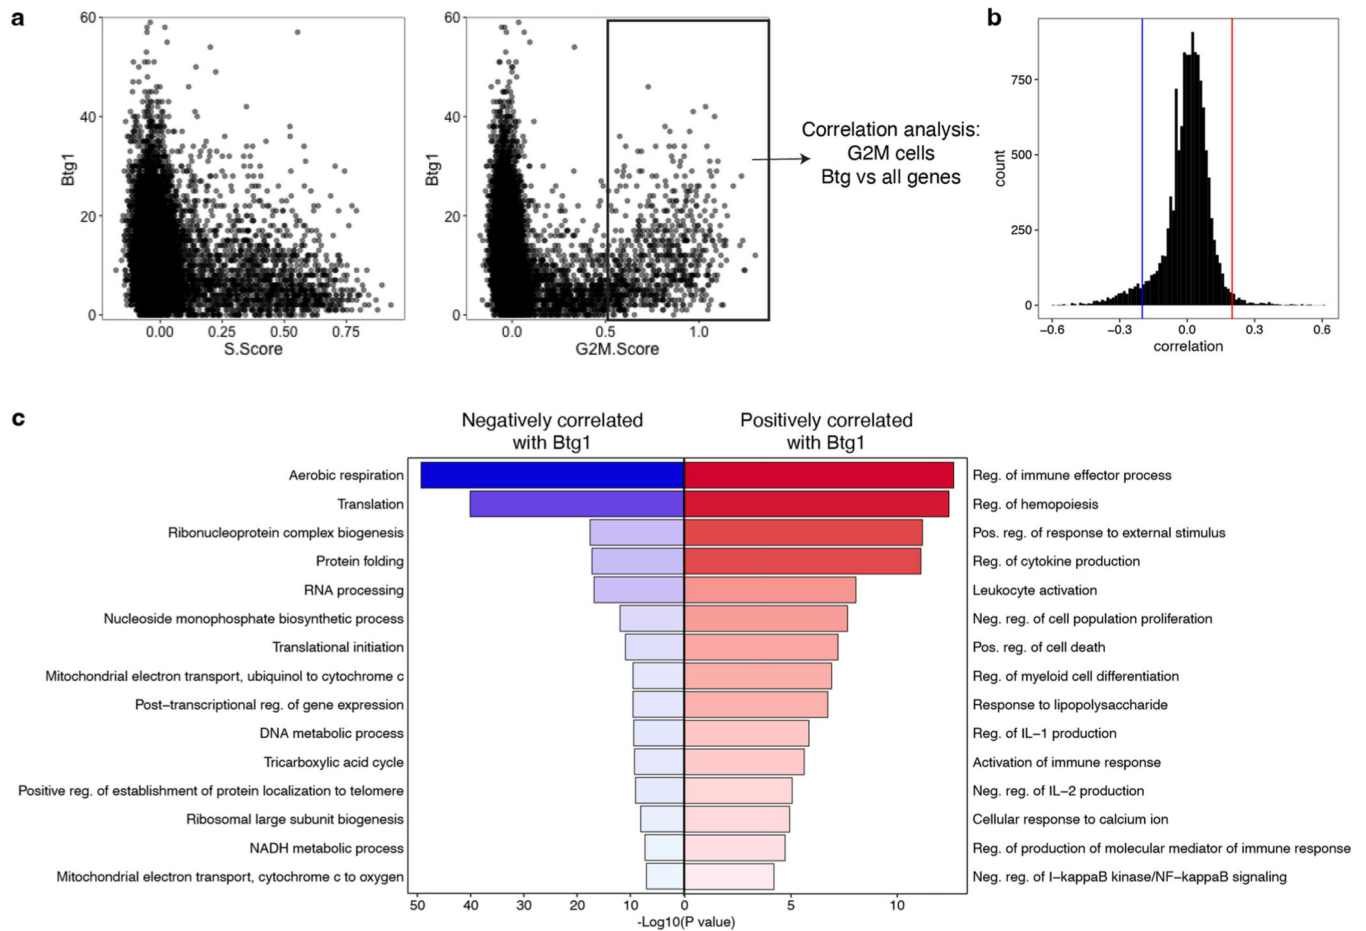 a
60
40
20
0
Btg1
0.00
0.25
0.50
0.75
S.Score
60
40
20
0
Btg1
0.0
0.5
1.0
G2M.Score
Correlation analysis:
G2M cells
Btg vs all genes
b
750
500
250
0
count
−0.6
−0.3
0.0
0.3
0.6
correlation
c
Negatively correlated
with Btg1
Positively correlated
with Btg1
Aerobic respiration
Translation
Ribonucleoprotein complex biogenesis
Protein folding
RNA processing
Nucleoside monophosphate biosynthetic process
Translational initiation
Mitochondrial electron transport, ubiquinol to cytochrome c
Post−transcriptional reg. of gene expression
DNA metabolic process
Tricarboxylic acid cycle
Positive reg. of establishment of protein localization to telomere
Ribosomal large subunit biogenesis
NADH metabolic process
Mitochondrial electron transport, cytochrome c to oxygen
Reg. of immune effector process
Reg. of hemopoiesis
Pos. reg. of response to external stimulus
Reg. of cytokine production
Leukocyte activation
Neg. reg. of cell population proliferation
Pos. reg. of cell death
Reg. of myeloid cell differentiation
Response to lipopolysaccharide
Reg. of IL−1 production
Activation of immune response
Neg. reg. of IL−2 production
Cellular response to calcium ion
Reg. of production of molecular mediator of immune response
Neg. reg. of I−kappaB kinase/NF−kappaB signaling
50
40
30
20
10
0
5
10
-Log10(P value)